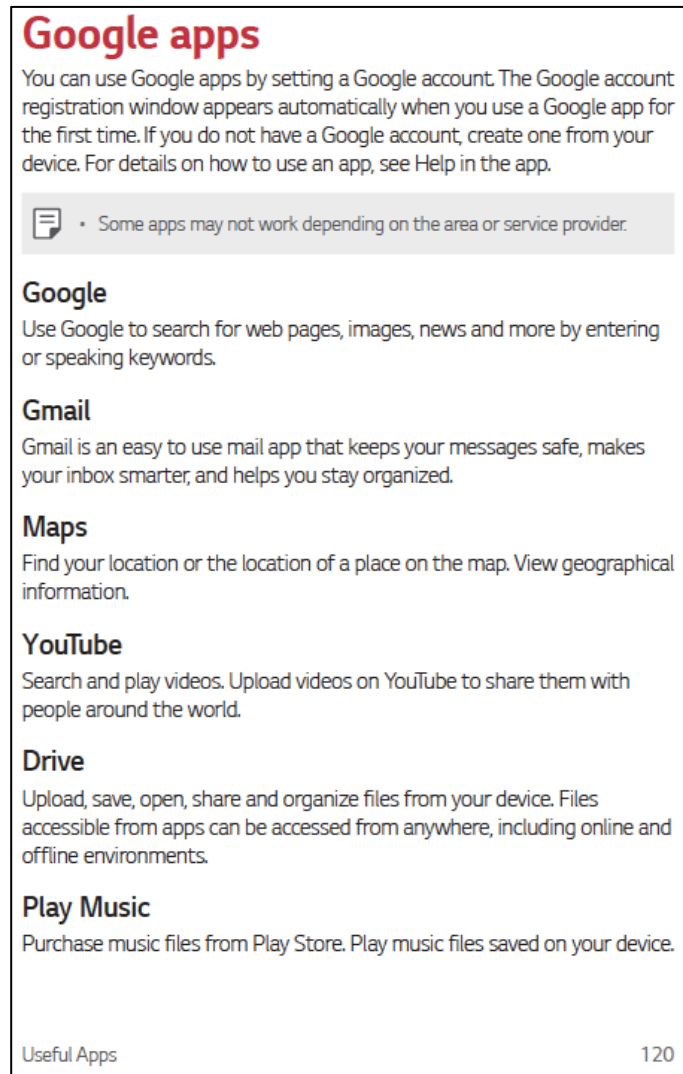 Google apps
You can use Google apps by setting a Google account. The Google account
registration window appears automatically when you use a Google app for
the first time. If you do not have a Google account, create one from your
device. For details on how to use an app, see Help in the app.
• Some apps may not work depending on the area or service provider.
Google
Use Google to search for web pages, images, news and more by entering
or speaking keywords.
Gmail
Gmail is an easy to use mail app that keeps your messages safe, makes
your inbox smarter, and helps you stay organized.
Maps
Find your location or the location of a place on the map. View geographical
information.
YouTube
Search and play videos. Upload videos on YouTube to share them with
people around the world.
Drive
Upload, save, open, share and organize files from your device. Files
accessible from apps can be accessed from anywhere, including online and
offline environments.
Play Music
Purchase music files from Play Store. Play music files saved on your device.
Useful Apps 120